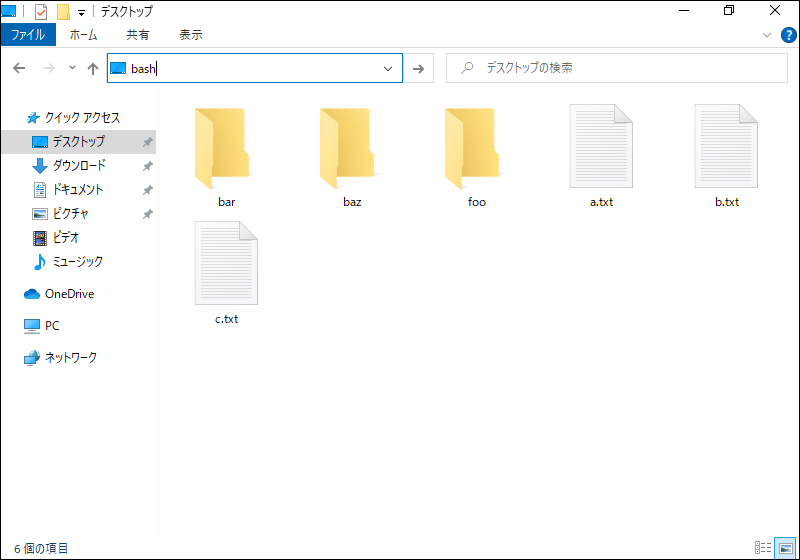 デスクトップ
ファイル ホーム 共有 表示
bash デスクトップの検索
クイック アクセス
デスクトップ
ダウンロード
ドキュメント
ピクチャ
ビデオ
ミュージック
OneDrive
PC
ネットワーク
bar baz foo a.txt b.txt
c.txt
6 個の項目